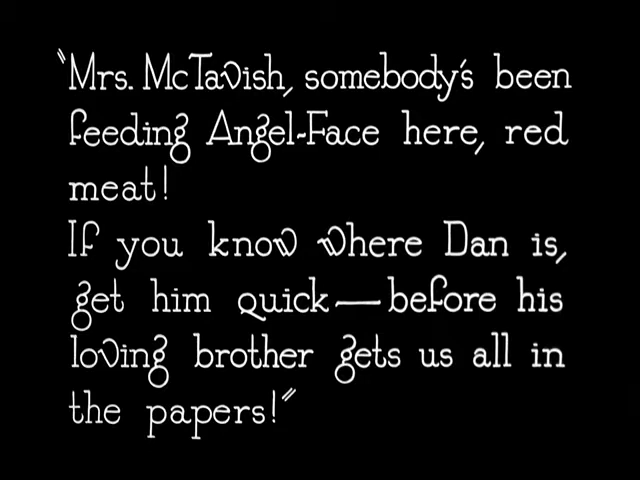 "Mrs. McTavish, somebody's been
feeding Angel-Face here, red
meat!
If you know where Dan is,
get him quick—before his
loving brother gets us all in
the papers!"